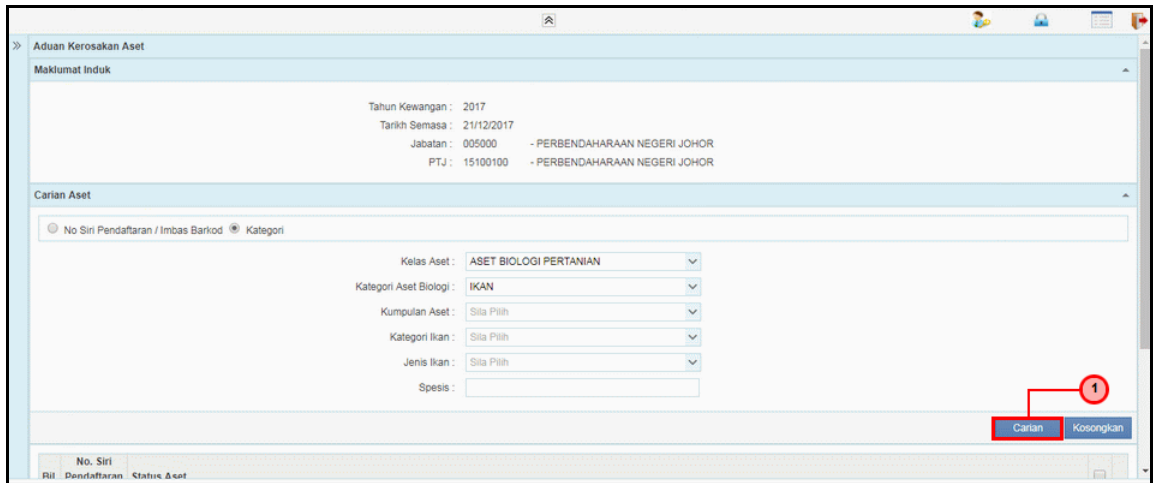 Aduan Kerosakan Aset
Maklumat Induk
Tahun Kewangan : 2017
Tarikh Semasa : 21/12/2017
Jabatan : 005000 - PERBENDAHARAAN NEGERI JOHOR
PTJ : 15100100 - PERBENDAHARAAN NEGERI JOHOR
Carian Aset
No Siri Pendaftaran / Imbas Barkod Kategori
Kelas Aset : ASET BIOLOGI PERTANIAN
Kategori Aset Biologi : IKAN
Kumpulan Aset : Sila Pilih
Kategori Ikan : Sila Pilih
Jenis Ikan : Sila Pilih
Spesis :
1
Carian Kosongkan
No. Siri
Bil Pendaftaran Status Aset